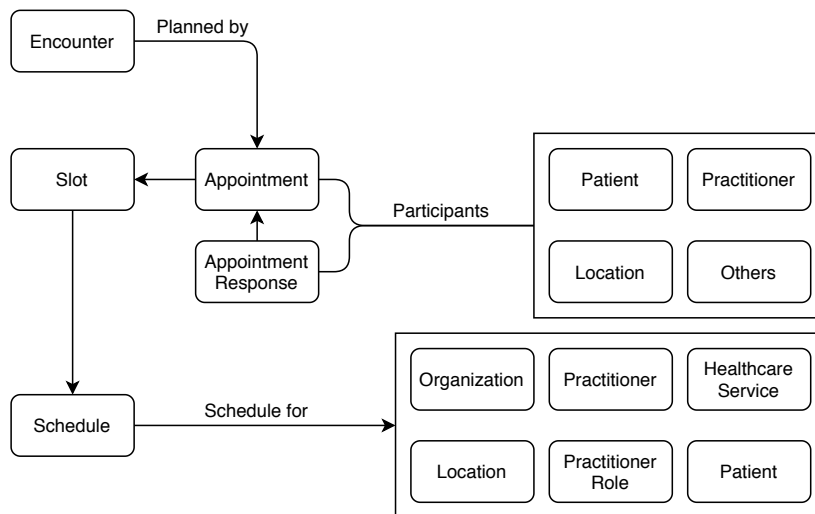 Encounter
Planned by
Slot
Appointment
Participants
Patient
Practitioner
Appointment
Response
Location
Others
Schedule
Schedule for
Organization
Practitioner
Healthcare
Service
Location
Practitioner
Role
Patient